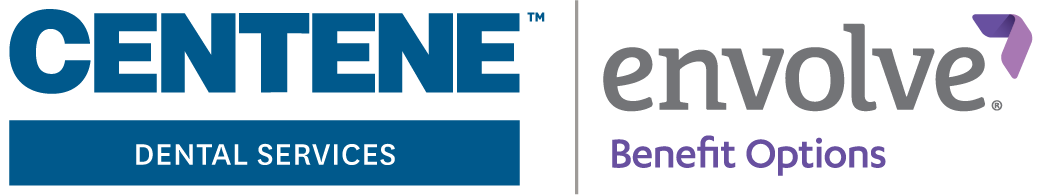 CENTENE™
DENTAL SERVICES
envolve®
Benefit Options